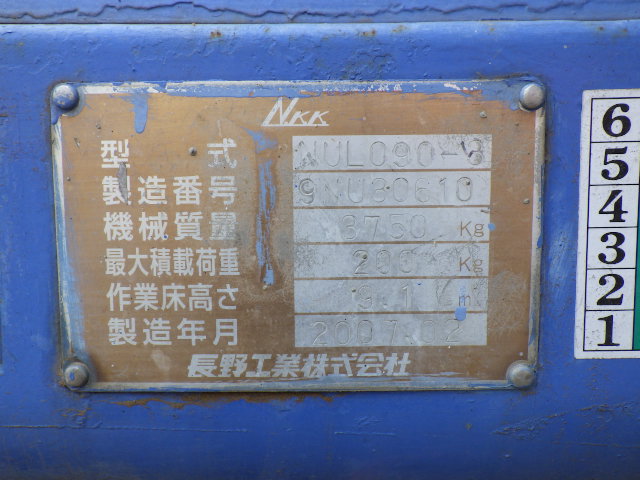 NKK
型式 NUL090-3
製造番号 9NU30610
機械質量 3750 Kg
最大積載荷重 200 Kg
作業床高さ 9.1 m
製造年月 2007.02
長野工業株式会社
6
5
4
3
2
1